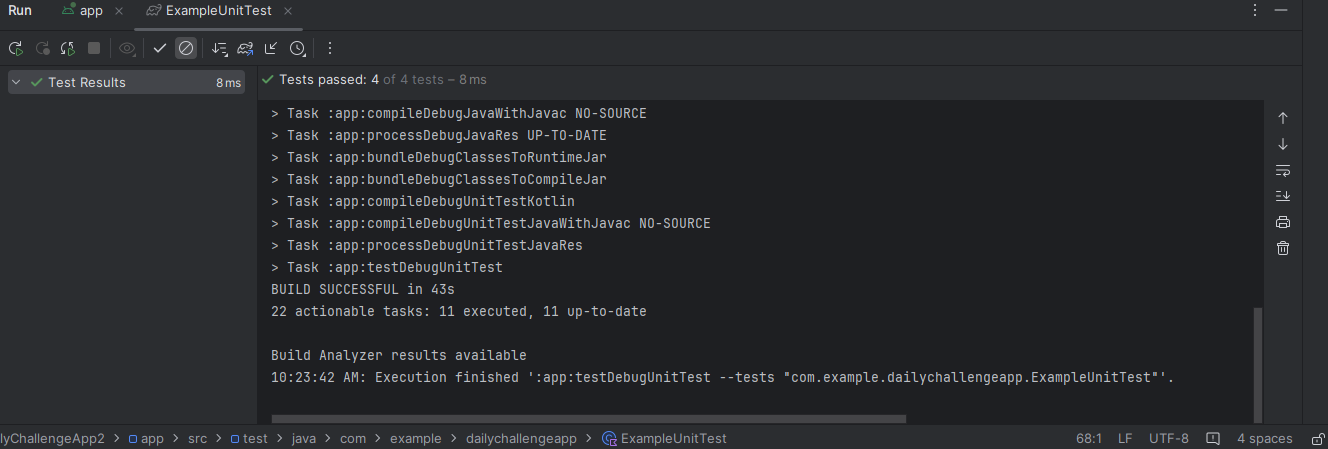 Run app ExampleUnitTest
Test Results 8 ms
Tests passed: 4 of 4 tests – 8 ms
> Task :app:compileDebugJavaWithJavac NO-SOURCE
> Task :app:processDebugJavaRes UP-TO-DATE
> Task :app:bundleDebugClassesToRuntimeJar
> Task :app:bundleDebugClassesToCompileJar
> Task :app:compileDebugUnitTestKotlin
> Task :app:compileDebugUnitTestJavaWithJavac NO-SOURCE
> Task :app:processDebugUnitTestJavaRes
> Task :app:testDebugUnitTest
BUILD SUCCESSFUL in 43s
22 actionable tasks: 11 executed, 11 up-to-date
Build Analyzer results available
10:23:42 AM: Execution finished ':app:testDebugUnitTest --tests "com.example.dailychallengeapp.ExampleUnitTest"'.
lyChallengeApp2 > app > src > test > java > com > example > dailychallengeapp > ExampleUnitTest 68:1 LF UTF-8 4 spaces